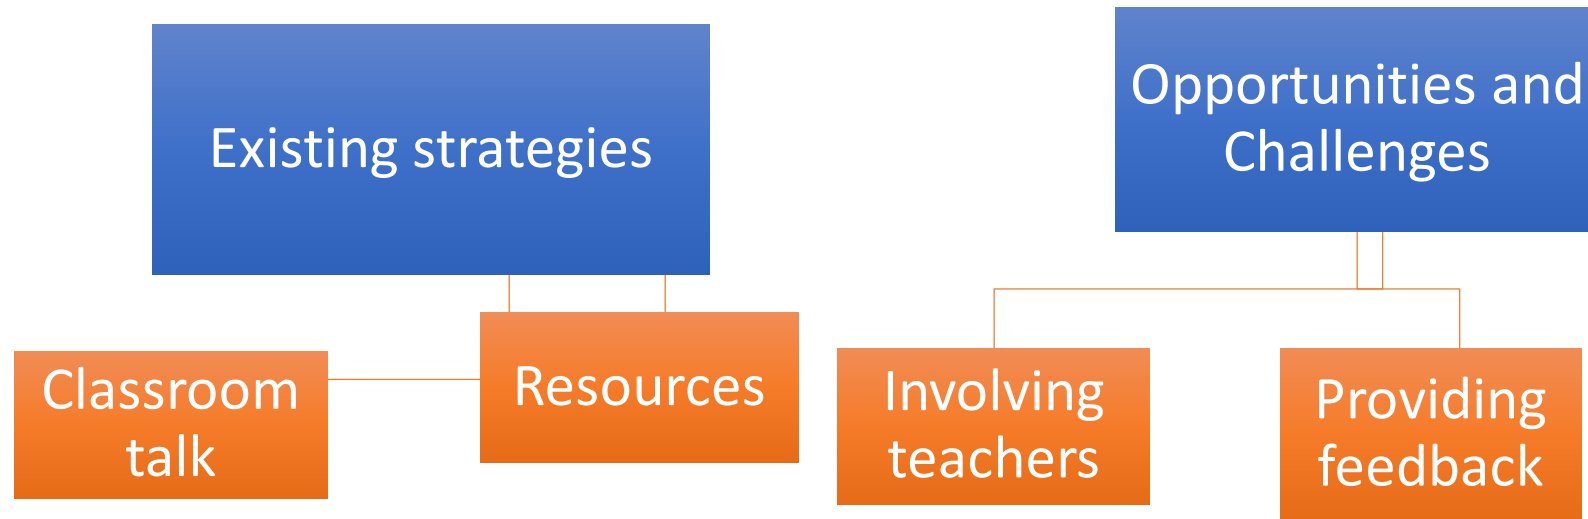 Existing strategies
Opportunities and
Challenges
Classroom
talk
Resources
Involving
teachers
Providing
feedback